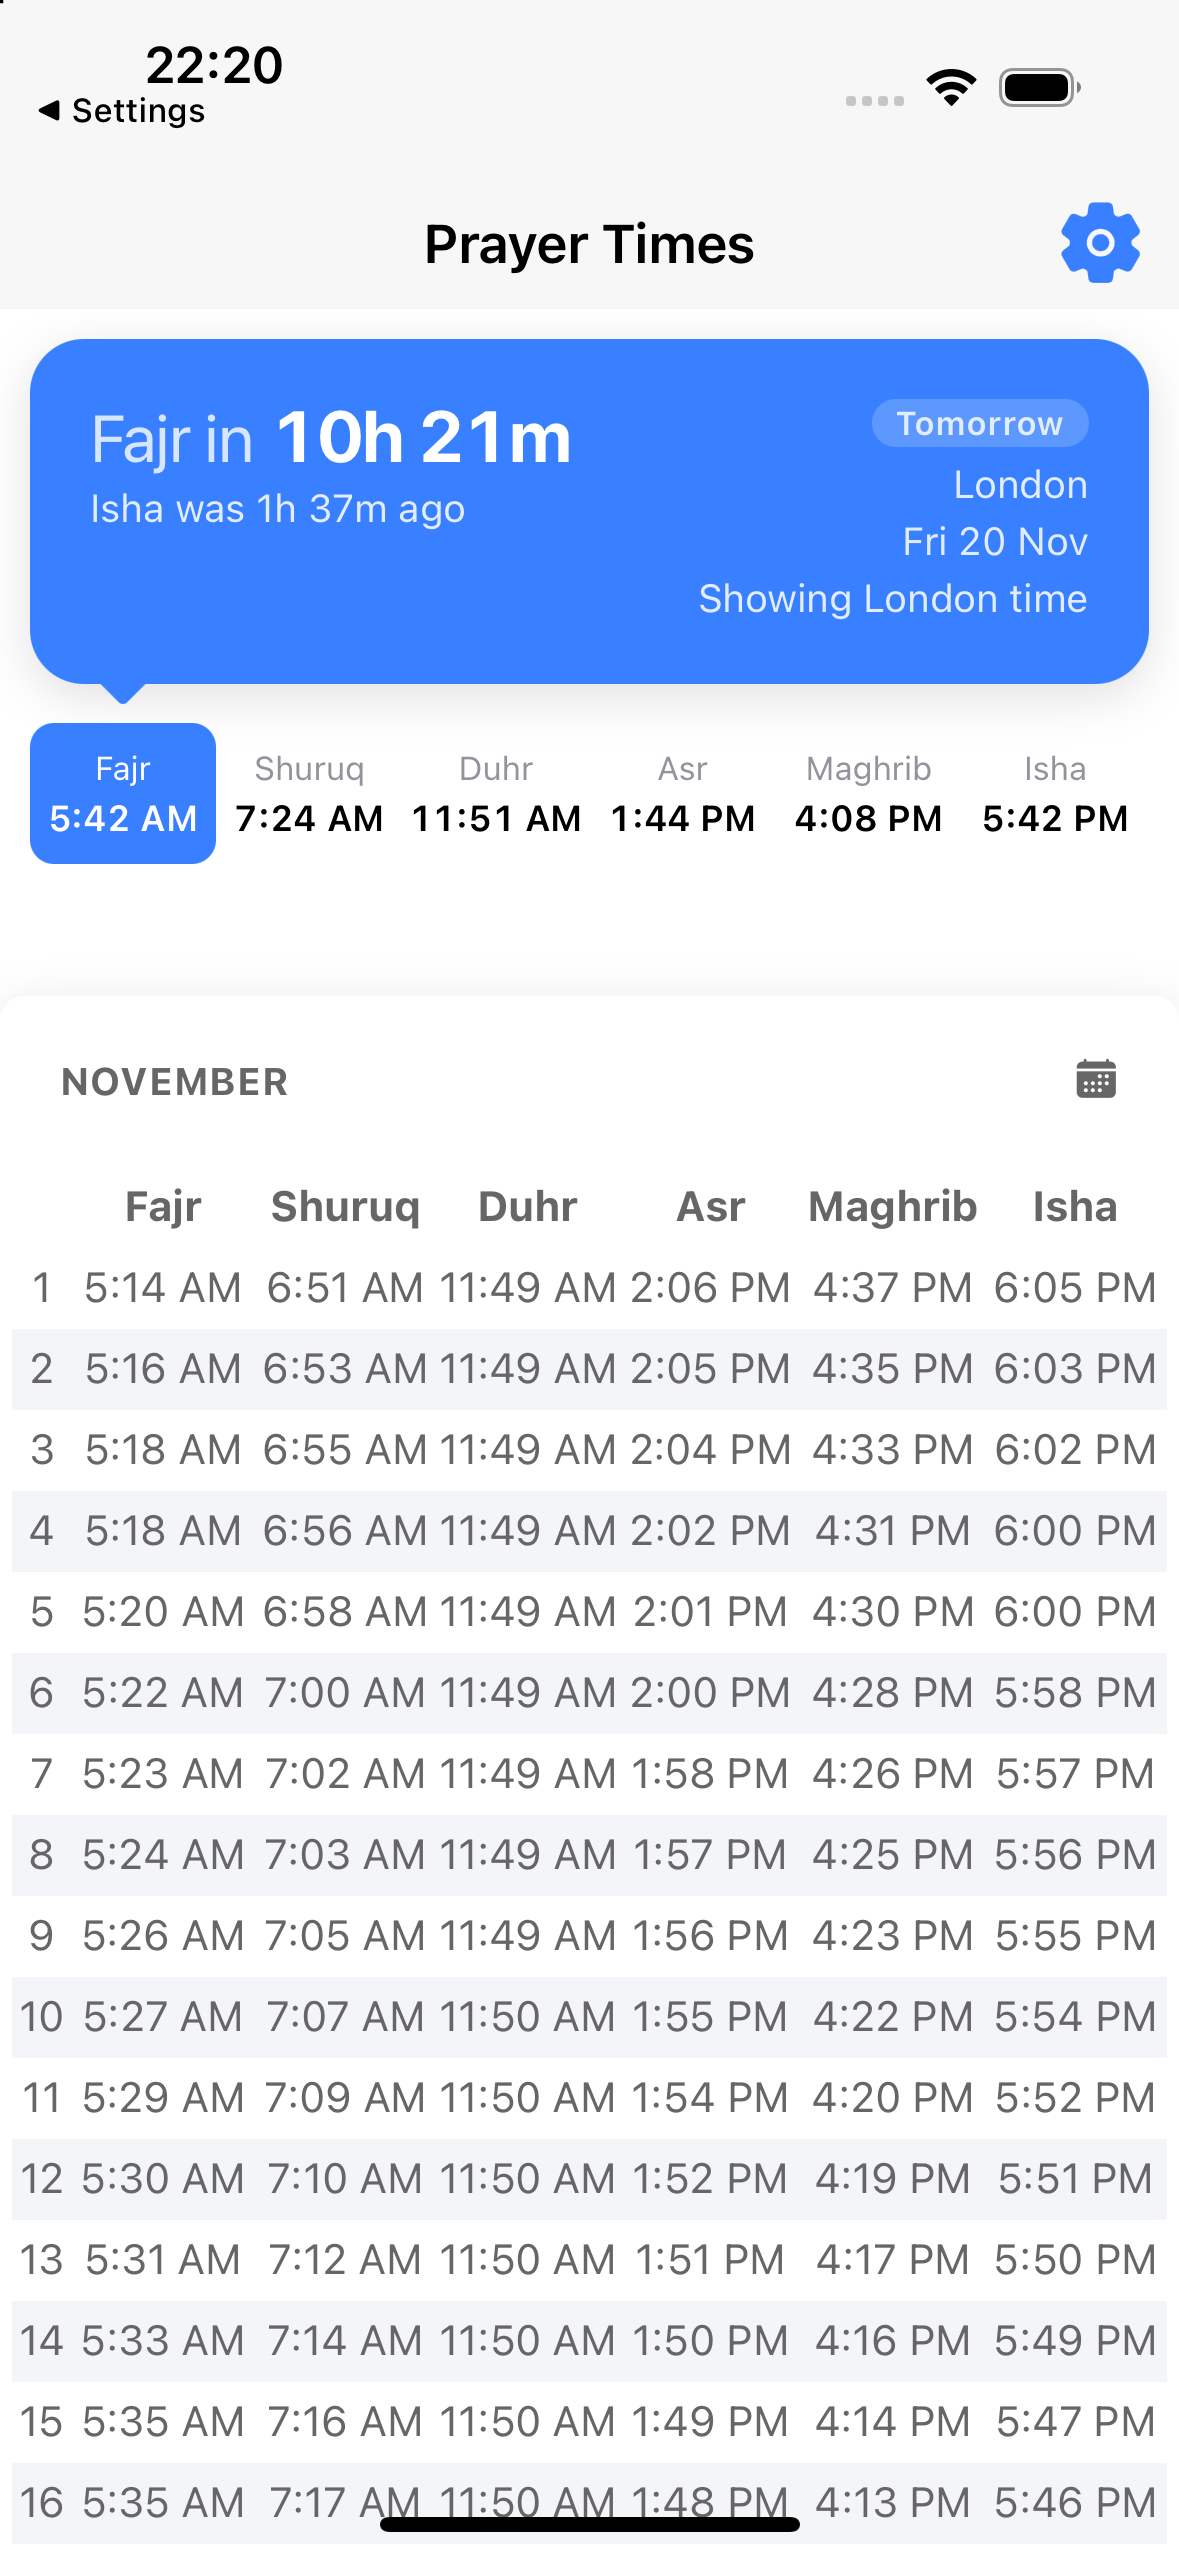 22:20
◀ Settings
Prayer Times
Fajr in 10h 21m
Isha was 1h 37m ago
Tomorrow
London
Fri 20 Nov
Showing London time
Fajr Shuruq Duhr Asr Maghrib Isha
5:42 AM 7:24 AM 11:51 AM 1:44 PM 4:08 PM 5:42 PM
NOVEMBER
Fajr Shuruq Duhr Asr Maghrib Isha
1 5:14 AM 6:51 AM 11:49 AM 2:06 PM 4:37 PM 6:05 PM
2 5:16 AM 6:53 AM 11:49 AM 2:05 PM 4:35 PM 6:03 PM
3 5:18 AM 6:55 AM 11:49 AM 2:04 PM 4:33 PM 6:02 PM
4 5:18 AM 6:56 AM 11:49 AM 2:02 PM 4:31 PM 6:00 PM
5 5:20 AM 6:58 AM 11:49 AM 2:01 PM 4:30 PM 6:00 PM
6 5:22 AM 7:00 AM 11:49 AM 2:00 PM 4:28 PM 5:58 PM
7 5:23 AM 7:02 AM 11:49 AM 1:58 PM 4:26 PM 5:57 PM
8 5:24 AM 7:03 AM 11:49 AM 1:57 PM 4:25 PM 5:56 PM
9 5:26 AM 7:05 AM 11:49 AM 1:56 PM 4:23 PM 5:55 PM
10 5:27 AM 7:07 AM 11:50 AM 1:55 PM 4:22 PM 5:54 PM
11 5:29 AM 7:09 AM 11:50 AM 1:54 PM 4:20 PM 5:52 PM
12 5:30 AM 7:10 AM 11:50 AM 1:52 PM 4:19 PM 5:51 PM
13 5:31 AM 7:12 AM 11:50 AM 1:51 PM 4:17 PM 5:50 PM
14 5:33 AM 7:14 AM 11:50 AM 1:50 PM 4:16 PM 5:49 PM
15 5:35 AM 7:16 AM 11:50 AM 1:49 PM 4:14 PM 5:47 PM
16 5:35 AM 7:17 AM 11:50 AM 1:48 PM 4:13 PM 5:46 PM